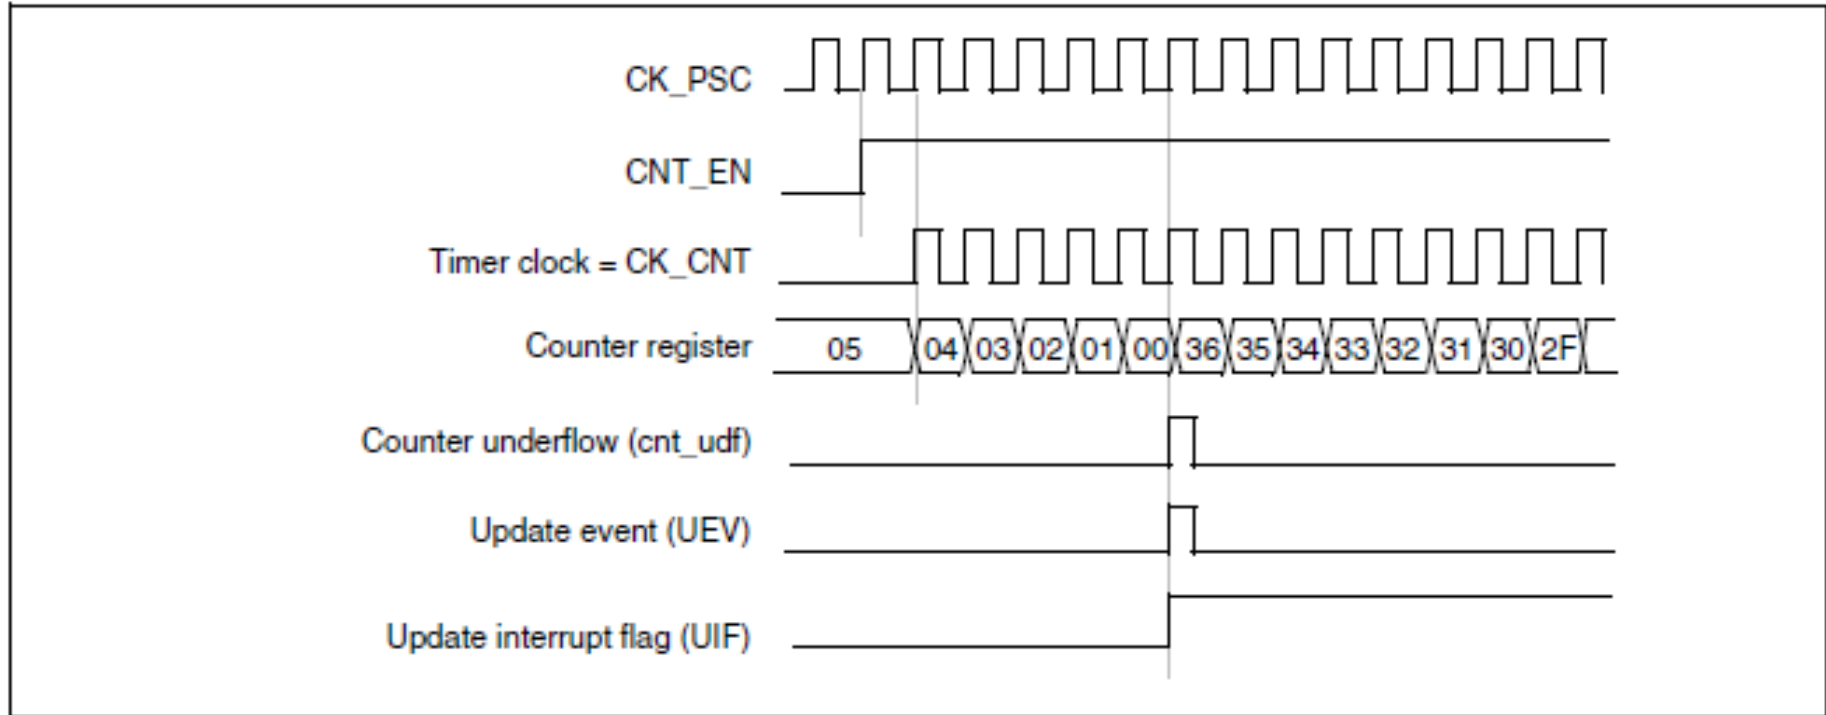 CK_PSC
CNT_EN
Timer clock = CK_CNT
Counter register 05 04 03 02 01 00 36 35 34 33 32 31 30 2F
Counter underflow (cnt_udf)
Update event (UEV)
Update interrupt flag (UIF)